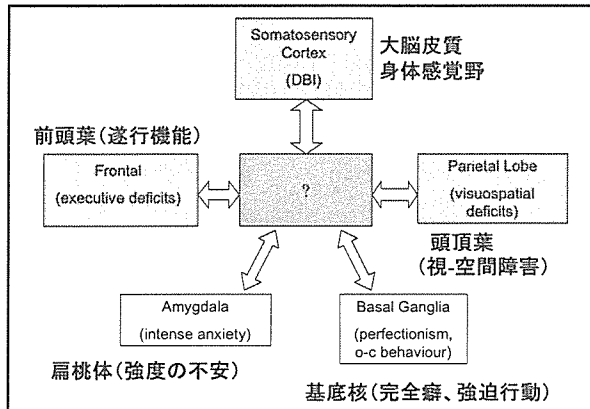 Somatosensory
Cortex
(DBI)
大脳皮質
身体感覚野
前頭葉(遂行機能)
Frontal
(executive deficits)
?
Parietal Lobe
(visuospatial
deficits)
頭頂葉
(視-空間障害)
Amygdala
(intense anxiety)
扁桃体(強度の不安)
Basal Ganglia
(perfectionism,
o-c behaviour)
基底核(完全癖、強迫行動)